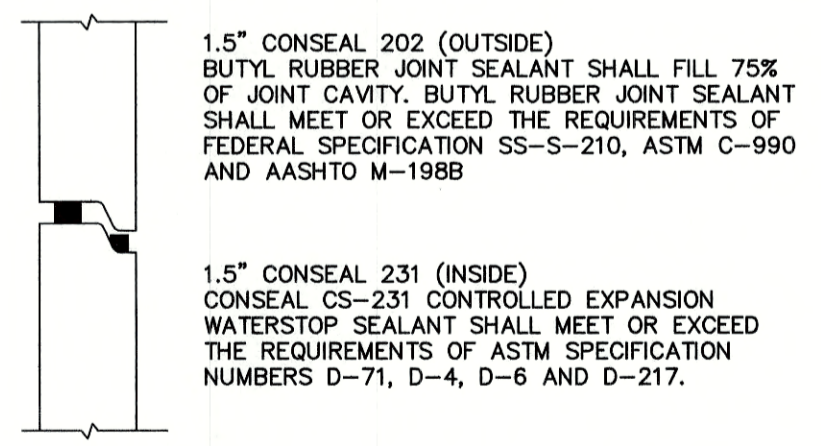 1.5" CONSEAL 202 (OUTSIDE)
BUTYL RUBBER JOINT SEALANT SHALL FILL 75%
OF JOINT CAVITY. BUTYL RUBBER JOINT SEALANT
SHALL MEET OR EXCEED THE REQUIREMENTS OF
FEDERAL SPECIFICATION SS-S-210, ASTM C-990
AND AASHTO M-198B
1.5" CONSEAL 231 (INSIDE)
CONSEAL CS-231 CONTROLLED EXPANSION
WATERSTOP SEALANT SHALL MEET OR EXCEED
THE REQUIREMENTS OF ASTM SPECIFICATION
NUMBERS D-71, D-4, D-6 AND D-217.